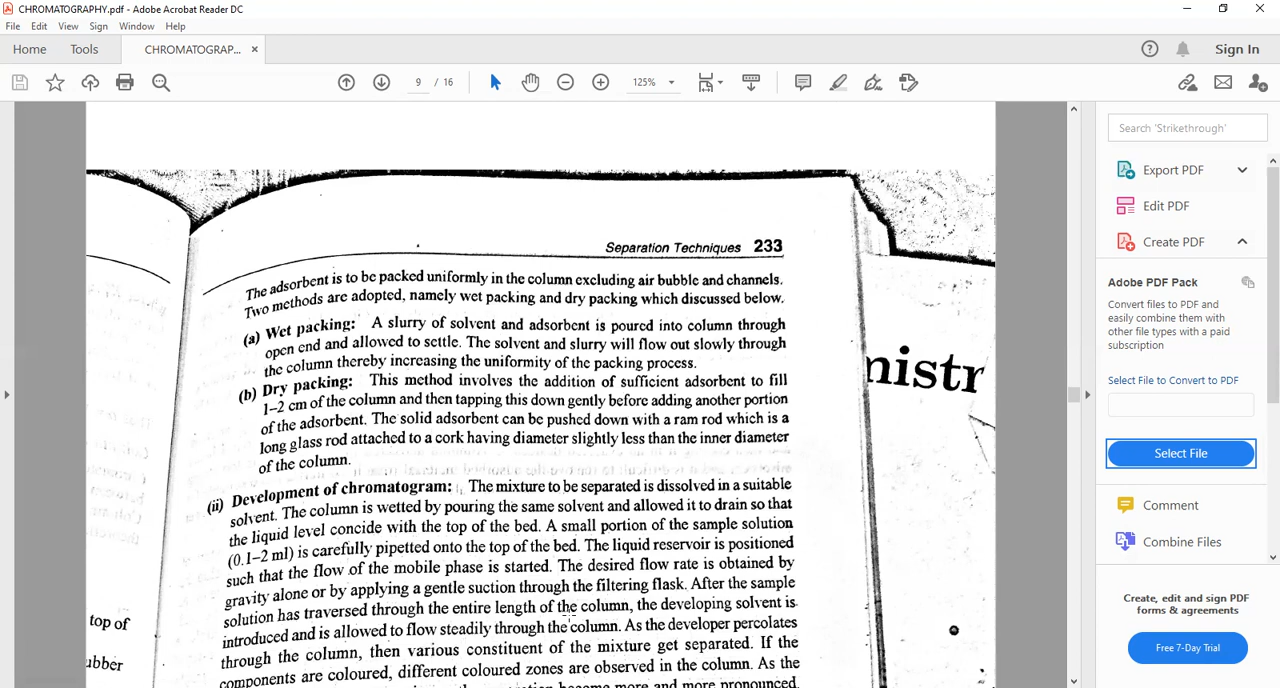 CHROMATOGRAPHY.pdf - Adobe Acrobat Reader DC
File Edit View Sign Window Help
Home Tools CHROMATOGRAP... × Sign In
9 / 16 125%
Separation Techniques 233
The adsorbent is to be packed uniformly in the column excluding air bubble and channels.
Two methods are adopted, namely wet packing and dry packing which discussed below.
(a) Wet packing: A slurry of solvent and adsorbent is poured into column through
open end and allowed to settle. The solvent and slurry will flow out slowly through
the column thereby increasing the uniformity of the packing process.
(b) Dry packing: This method involves the addition of sufficient adsorbent to fill
1–2 cm of the column and then tapping this down gently before adding another portion
of the adsorbent. The solid adsorbent can be pushed down with a ram rod which is a
long glass rod attached to a cork having diameter slightly less than the inner diameter
of the column.
(ii) Development of chromatogram: The mixture to be separated is dissolved in a suitable
solvent. The column is wetted by pouring the same solvent and allowed it to drain so that
the liquid level concide with the top of the bed. A small portion of the sample solution
(0.1–2 ml) is carefully pipetted onto the top of the bed. The liquid reservoir is positioned
such that the flow of the mobile phase is started. The desired flow rate is obtained by
gravity alone or by applying a gentle suction through the filtering flask. After the sample
solution has traversed through the entire length of the column, the developing solvent is
introduced and is allowed to flow steadily through the column. As the developer percolates
through the column, then various constituent of the mixture get separated. If the
components are coloured, different coloured zones are observed in the column. As the
become more and more pronounced.
top of
ubber
nistr
Search 'Strikethrough'
Export PDF
Edit PDF
Create PDF
Adobe PDF Pack
Convert files to PDF and
easily combine them with
other file types with a paid
subscription
Select File to Convert to PDF
Select File
Comment
Combine Files
Create, edit and sign PDF
forms & agreements
Free 7-Day Trial